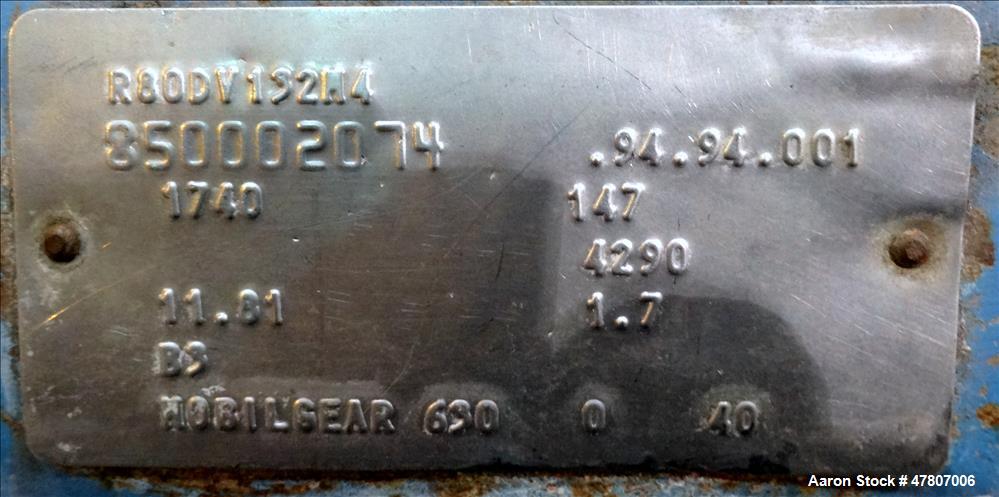 R80DV132M4
850002074 .94.94.001
1740 147
4290
11.81 1.7
B3
MOBILGEAR 630 0 40
Aaron Stock # 47807006